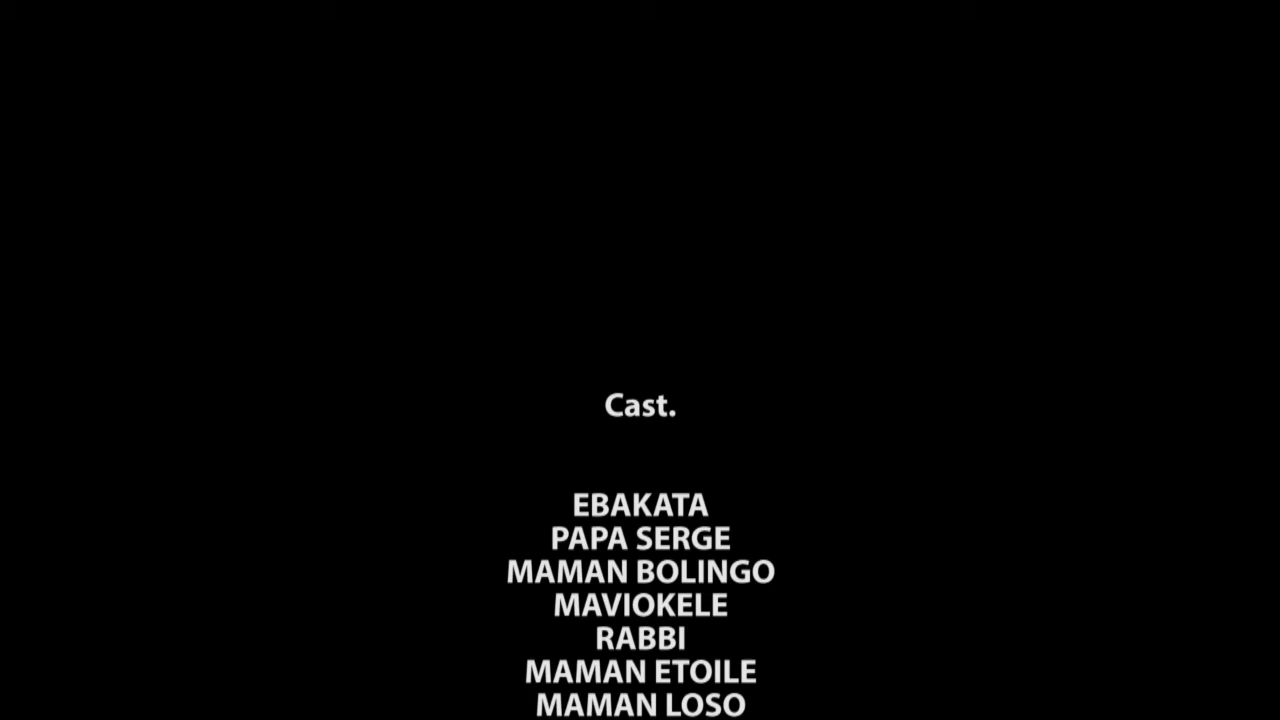 Cast.
EBAKATA
PAPA SERGE
MAMAN BOLINGO
MAVIOKELE
RABBI
MAMAN ETOILE
MAMAN LOSO